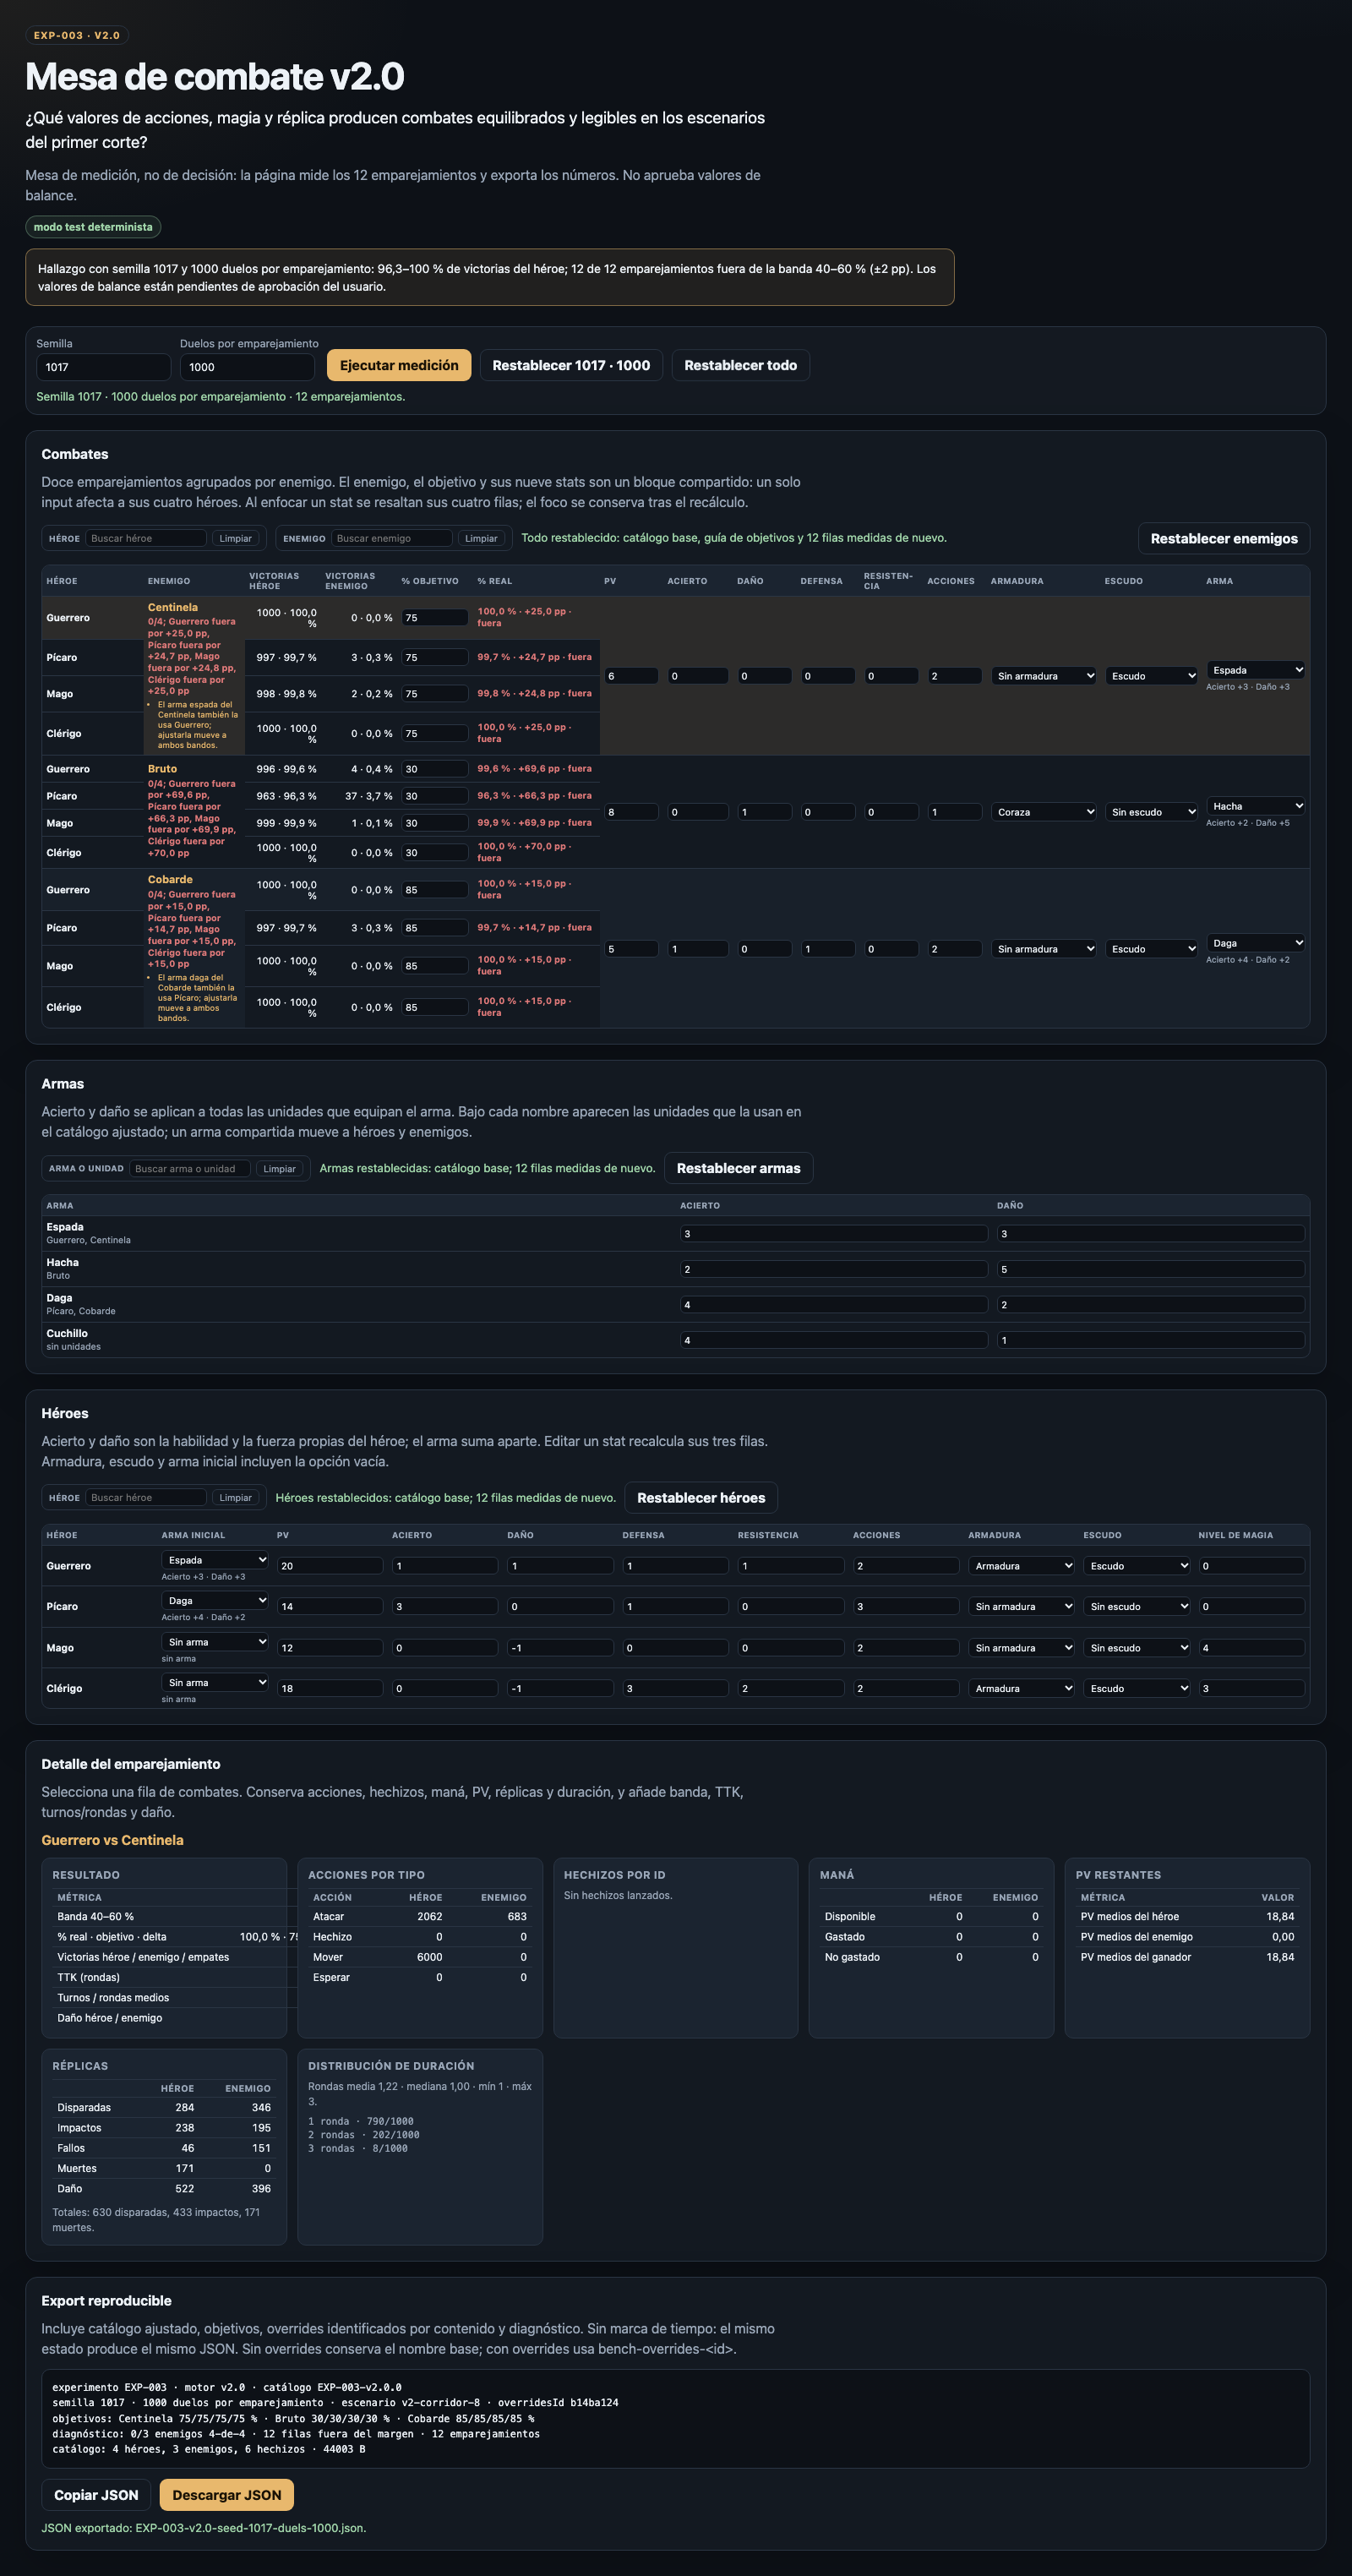 EXP-003 · V2.0
Mesa de combate v2.0
¿Qué valores de acciones, magia y réplica producen combates equilibrados y legibles en los escenarios
del primer corte?
Mesa de medición, no de decisión: la página mide los 12 emparejamientos y exporta los números. No aprueba valores de
balance.
modo test determinista
Hallazgo con semilla 1017 y 1000 duelos por emparejamiento: 96,3–100 % de victorias del héroe; 12 de 12 emparejamientos fuera de la banda 40–60 % (±2 pp). Los
valores de balance están pendientes de aprobación del usuario.
Semilla Duelos por emparejamiento
1017 1000 Ejecutar medición Restablecer 1017 · 1000 Restablecer todo
Semilla 1017 · 1000 duelos por emparejamiento · 12 emparejamientos.
Combates
Doce emparejamientos agrupados por enemigo. El enemigo, el objetivo y sus nueve stats son un bloque compartido: un solo
input afecta a sus cuatro héroes. Al enfocar un stat se resaltan sus cuatro filas; el foco se conserva tras el recálculo.
HÉROE Buscar héroe Limpiar ENEMIGO Buscar enemigo Limpiar Todo restablecido: catálogo base, guía de objetivos y 12 filas medidas de nuevo. Restablecer enemigos
HÉROE ENEMIGO VICTORIAS HÉROE VICTORIAS ENEMIGO % OBJETIVO % REAL PV ACIERTO DAÑO DEFENSA RESISTEN-CIA ACCIONES ARMADURA ESCUDO ARMA
Guerrero 1000 · 100,0 % 0 · 0,0 % 75 100,0 % · +25,0 pp · fuera
Centinela
0/4; Guerrero fuera
por +25,0 pp,
Pícaro fuera por
+24,7 pp, Mago
fuera por +24,8 pp,
Clérigo fuera por
+25,0 pp
El arma espada del
Centinela también la
usa Guerrero;
ajustarla mueve a
ambos bandos.
Pícaro 997 · 99,7 % 3 · 0,3 % 75 99,7 % · +24,7 pp · fuera
6 0 0 0 0 2 Sin armadura Escudo Espada
Acierto +3 · Daño +3
Mago 998 · 99,8 % 2 · 0,2 % 75 99,8 % · +24,8 pp · fuera
Clérigo 1000 · 100,0 % 0 · 0,0 % 75 100,0 % · +25,0 pp · fuera
Guerrero 996 · 99,6 % 4 · 0,4 % 30 99,6 % · +69,6 pp · fuera
Bruto
0/4; Guerrero fuera
por +69,6 pp,
Pícaro fuera por
+66,3 pp, Mago
fuera por +69,9 pp,
Clérigo fuera por
+70,0 pp
Pícaro 963 · 96,3 % 37 · 3,7 % 30 96,3 % · +66,3 pp · fuera
8 0 1 0 0 1 Coraza Sin escudo Hacha
Acierto +2 · Daño +5
Mago 999 · 99,9 % 1 · 0,1 % 30 99,9 % · +69,9 pp · fuera
Clérigo 1000 · 100,0 % 0 · 0,0 % 30 100,0 % · +70,0 pp · fuera
Guerrero 1000 · 100,0 % 0 · 0,0 % 85 100,0 % · +15,0 pp · fuera
Cobarde
0/4; Guerrero fuera
por +15,0 pp,
Pícaro fuera por
+14,7 pp, Mago
fuera por +15,0 pp,
Clérigo fuera por
+15,0 pp
El arma daga del
Cobarde también la
usa Pícaro; ajustarla
mueve a ambos
bandos.
Pícaro 997 · 99,7 % 3 · 0,3 % 85 99,7 % · +14,7 pp · fuera
5 1 0 1 0 2 Sin armadura Escudo Daga
Acierto +4 · Daño +2
Mago 1000 · 100,0 % 0 · 0,0 % 85 100,0 % · +15,0 pp · fuera
Clérigo 1000 · 100,0 % 0 · 0,0 % 85 100,0 % · +15,0 pp · fuera
Armas
Acierto y daño se aplican a todas las unidades que equipan el arma. Bajo cada nombre aparecen las unidades que la usan en
el catálogo ajustado; un arma compartida mueve a héroes y enemigos.
ARMA O UNIDAD Buscar arma o unidad Limpiar Armas restablecidas: catálogo base; 12 filas medidas de nuevo. Restablecer armas
ARMA ACIERTO DAÑO
Espada 3 3
Guerrero, Centinela
Hacha 2 5
Bruto
Daga 4 2
Pícaro, Cobarde
Cuchillo 4 1
sin unidades
Héroes
Acierto y daño son la habilidad y la fuerza propias del héroe; el arma suma aparte. Editar un stat recalcula sus tres filas.
Armadura, escudo y arma inicial incluyen la opción vacía.
HÉROE Buscar héroe Limpiar Héroes restablecidos: catálogo base; 12 filas medidas de nuevo. Restablecer héroes
HÉROE ARMA INICIAL PV ACIERTO DAÑO DEFENSA RESISTENCIA ACCIONES ARMADURA ESCUDO NIVEL DE MAGIA
Guerrero Espada 20 1 1 1 1 2 Armadura Escudo 0
Acierto +3 · Daño +3
Pícaro Daga 14 3 0 1 0 3 Sin armadura Sin escudo 0
Acierto +4 · Daño +2
Mago Sin arma 12 0 -1 0 0 2 Sin armadura Sin escudo 4
sin arma
Clérigo Sin arma 18 0 -1 3 2 2 Armadura Escudo 3
sin arma
Detalle del emparejamiento
Selecciona una fila de combates. Conserva acciones, hechizos, maná, PV, réplicas y duración, y añade banda, TTK,
turnos/rondas y daño.
Guerrero vs Centinela
RESULTADO
MÉTRICA
Banda 40–60 %
% real · objetivo · delta 100,0 % · 75
Victorias héroe / enemigo / empates
TTK (rondas)
Turnos / rondas medios
Daño héroe / enemigo
ACCIONES POR TIPO
ACCIÓN HÉROE ENEMIGO
Atacar 2062 683
Hechizo 0 0
Mover 6000 0
Esperar 0 0
HECHIZOS POR ID
Sin hechizos lanzados.
MANÁ
HÉROE ENEMIGO
Disponible 0 0
Gastado 0 0
No gastado 0 0
PV RESTANTES
MÉTRICA VALOR
PV medios del héroe 18,84
PV medios del enemigo 0,00
PV medios del ganador 18,84
RÉPLICAS
HÉROE ENEMIGO
Disparadas 284 346
Impactos 238 195
Fallos 46 151
Muertes 171 0
Daño 522 396
Totales: 630 disparadas, 433 impactos, 171
muertes.
DISTRIBUCIÓN DE DURACIÓN
Rondas media 1,22 · mediana 1,00 · mín 1 · máx
3.
1 ronda · 790/1000
2 rondas · 202/1000
3 rondas · 8/1000
Export reproducible
Incluye catálogo ajustado, objetivos, overrides identificados por contenido y diagnóstico. Sin marca de tiempo: el mismo
estado produce el mismo JSON. Sin overrides conserva el nombre base; con overrides usa bench-overrides-<id>.
experimento EXP-003 · motor v2.0 · catálogo EXP-003-v2.0.0
semilla 1017 · 1000 duelos por emparejamiento · escenario v2-corridor-8 · overridesId b14ba124
objetivos: Centinela 75/75/75/75 % · Bruto 30/30/30/30 % · Cobarde 85/85/85/85 %
diagnóstico: 0/3 enemigos 4-de-4 · 12 filas fuera del margen · 12 emparejamientos
catálogo: 4 héroes, 3 enemigos, 6 hechizos · 44003 B
Copiar JSON Descargar JSON
JSON exportado: EXP-003-v2.0-seed-1017-duels-1000.json.